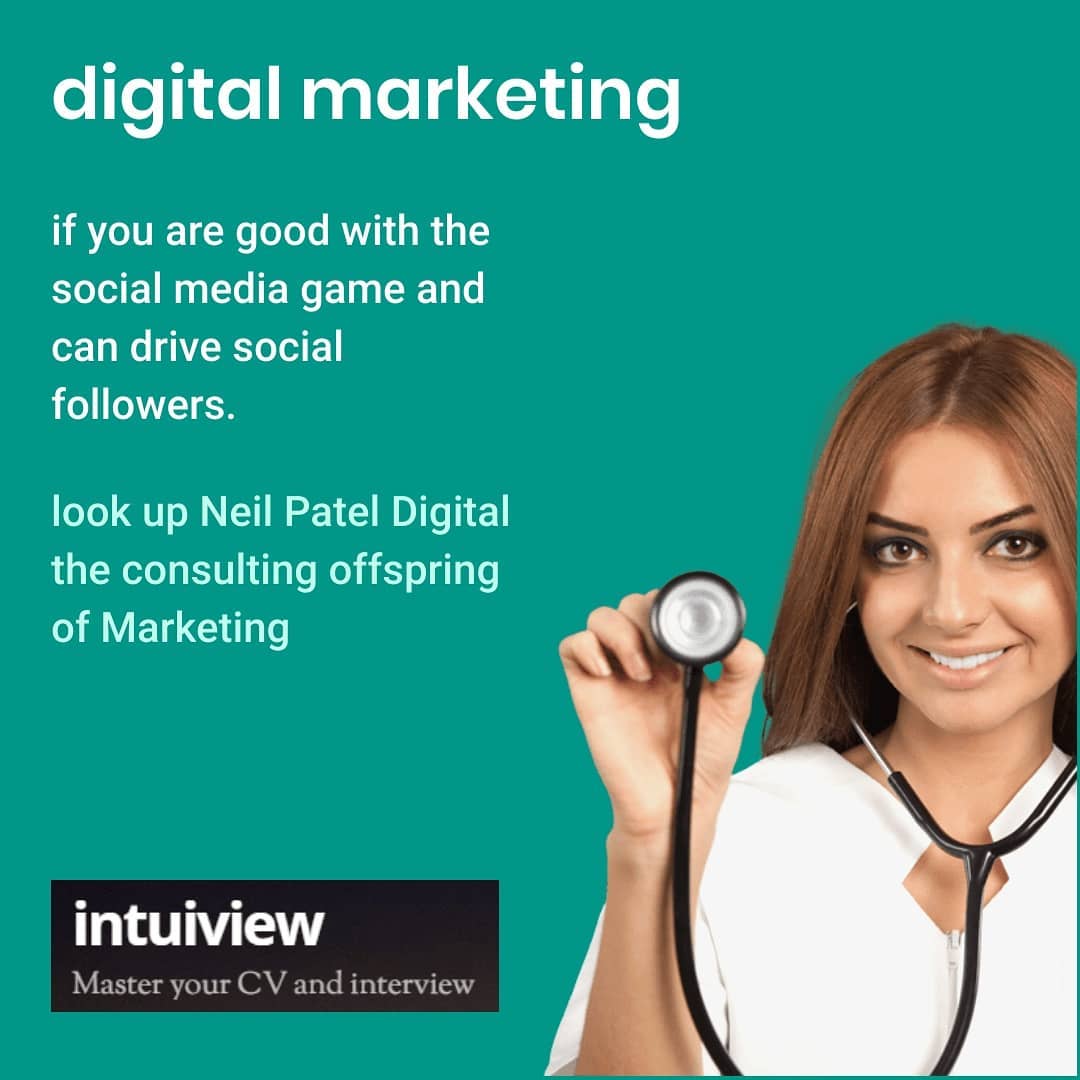 digital marketing
if you are good with the
social media game and
can drive social
followers.
look up Neil Patel Digital
the consulting offspring
of Marketing
intuiview
Master your CV and interview